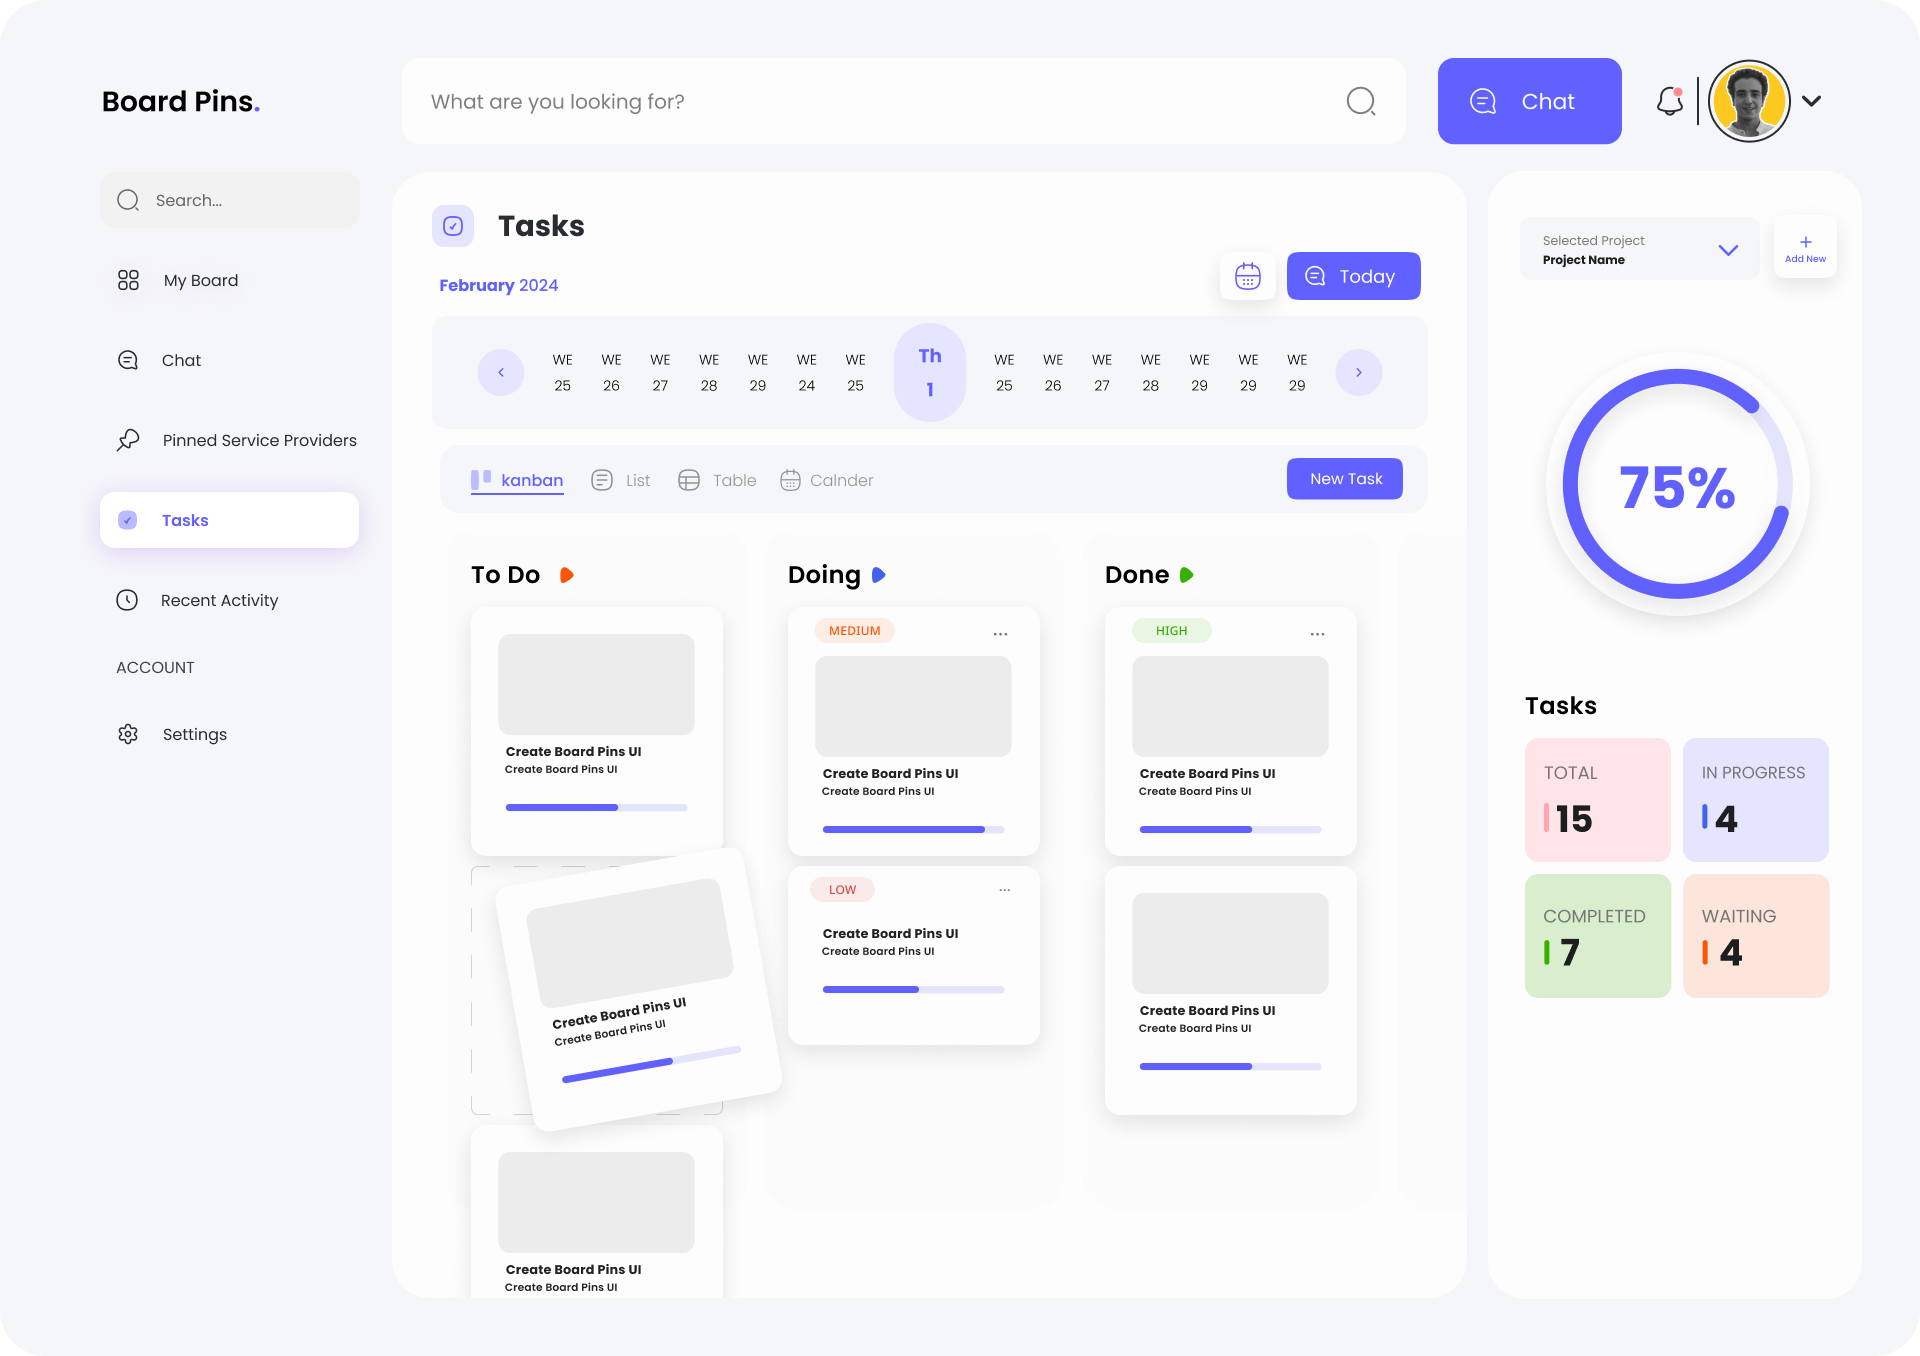 Board Pins.
What are you looking for?
Chat
Search...
My Board
Chat
Pinned Service Providers
Tasks
Recent Activity
ACCOUNT
Settings
Tasks
February 2024
Today
WE WE WE WE WE WE WE Th WE WE WE WE WE WE WE
25 26 27 28 29 24 25 1 25 26 27 28 29 29 29
kanban List Table Calnder
New Task
To Do
Create Board Pins UI
Create Board Pins UI
Create Board Pins UI
Create Board Pins UI
Create Board Pins UI
Create Board Pins UI
Doing
MEDIUM
Create Board Pins UI
Create Board Pins UI
LOW
Create Board Pins UI
Create Board Pins UI
Done
HIGH
Create Board Pins UI
Create Board Pins UI
Create Board Pins UI
Create Board Pins UI
Selected Project
Project Name
Add New
75%
Tasks
TOTAL
15
IN PROGRESS
4
COMPLETED
7
WAITING
4